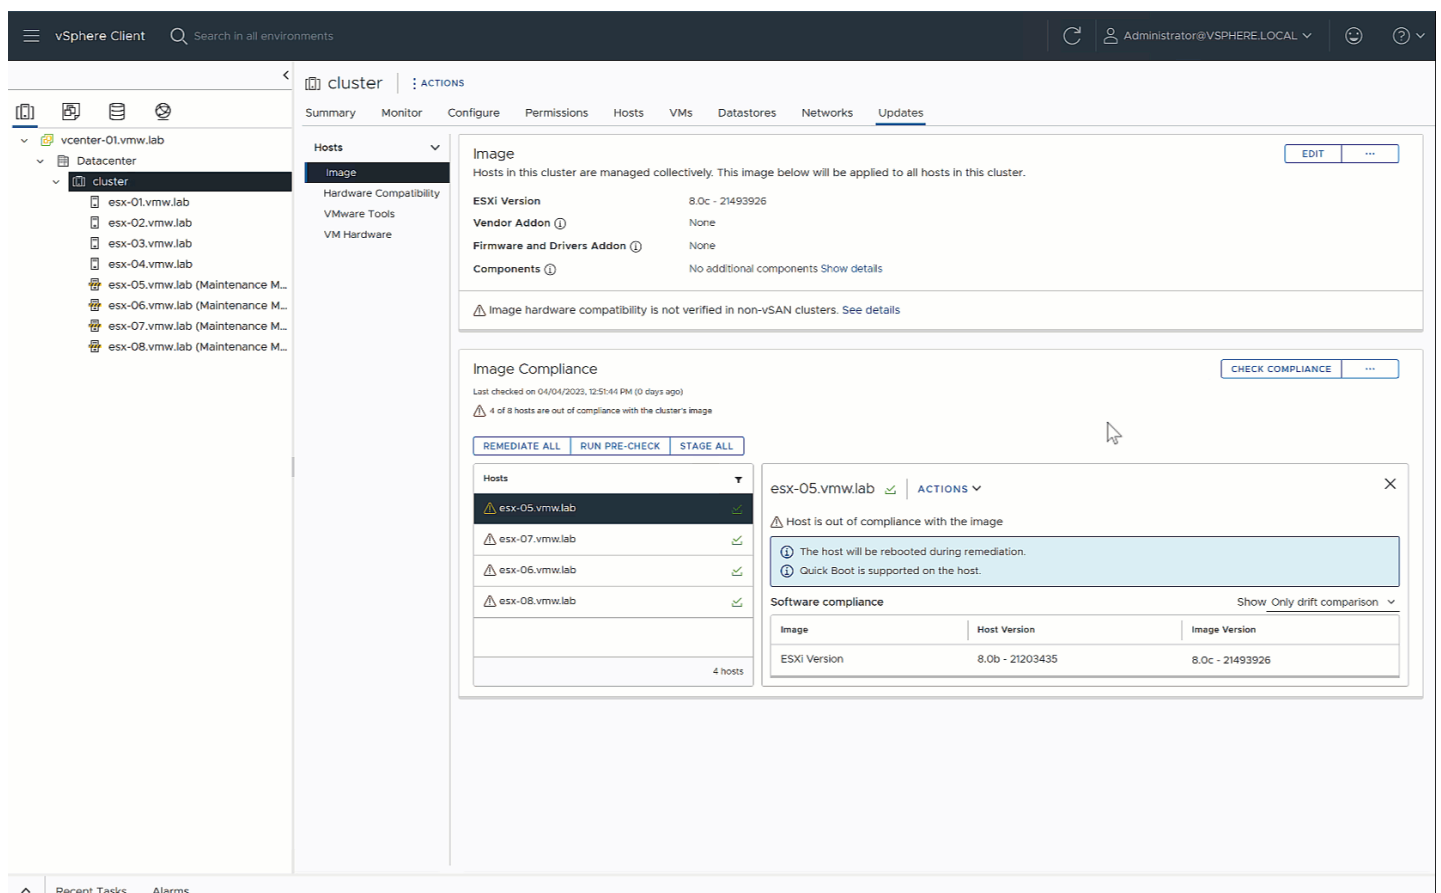 vSphere Client
Search in all environments
Administrator@VSPHERE.LOCAL
cluster
ACTIONS
Summary Monitor Configure Permissions Hosts VMs Datastores Networks Updates
vcenter-01.vmw.lab
Datacenter
cluster
esx-01.vmw.lab
esx-02.vmw.lab
esx-03.vmw.lab
esx-04.vmw.lab
esx-05.vmw.lab (Maintenance M...
esx-06.vmw.lab (Maintenance M...
esx-07.vmw.lab (Maintenance M...
esx-08.vmw.lab (Maintenance M...
Hosts
Image
Hardware Compatibility
VMware Tools
VM Hardware
Image
EDIT ...
Hosts in this cluster are managed collectively. This image below will be applied to all hosts in this cluster.
ESXi Version 8.0c - 21493926
Vendor Addon None
Firmware and Drivers Addon None
Components No additional components Show details
Image hardware compatibility is not verified in non-vSAN clusters. See details
Image Compliance
CHECK COMPLIANCE ...
Last checked on 04/04/2023, 12:51:44 PM (0 days ago)
4 of 8 hosts are out of compliance with the cluster's image
REMEDIATE ALL RUN PRE-CHECK STAGE ALL
Hosts
esx-05.vmw.lab
esx-07.vmw.lab
esx-06.vmw.lab
esx-08.vmw.lab
4 hosts
esx-05.vmw.lab ACTIONS
Host is out of compliance with the image
The host will be rebooted during remediation.
Quick Boot is supported on the host.
Software compliance Show Only drift comparison
Image Host Version Image Version
ESXi Version 8.0b - 21203435 8.0c - 21493926
Recent Tasks Alarms